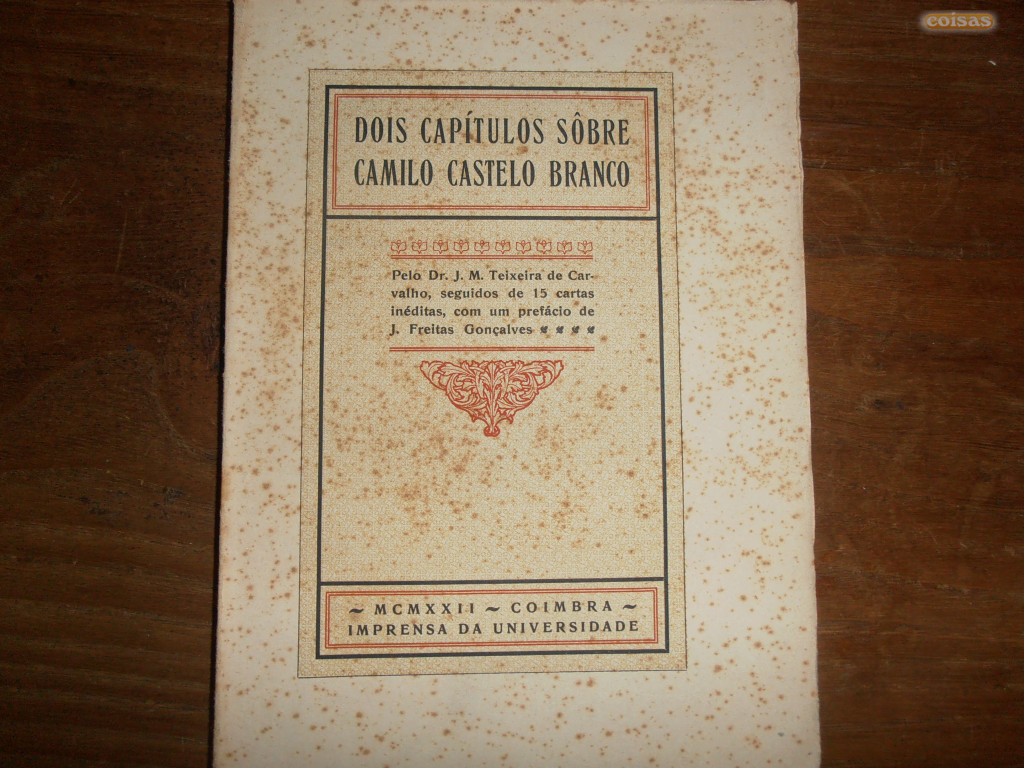 coisas
DOIS CAPÍTULOS SÔBRE
CAMILO CASTELO BRANCO
Pelo Dr. J. M. Teixeira de Car-
valho, seguidos de 15 cartas
inéditas, com um prefácio de
J. Freitas Gonçalves
~ MCMXXII ~ COIMBRA ~
IMPRENSA DA UNIVERSIDADE